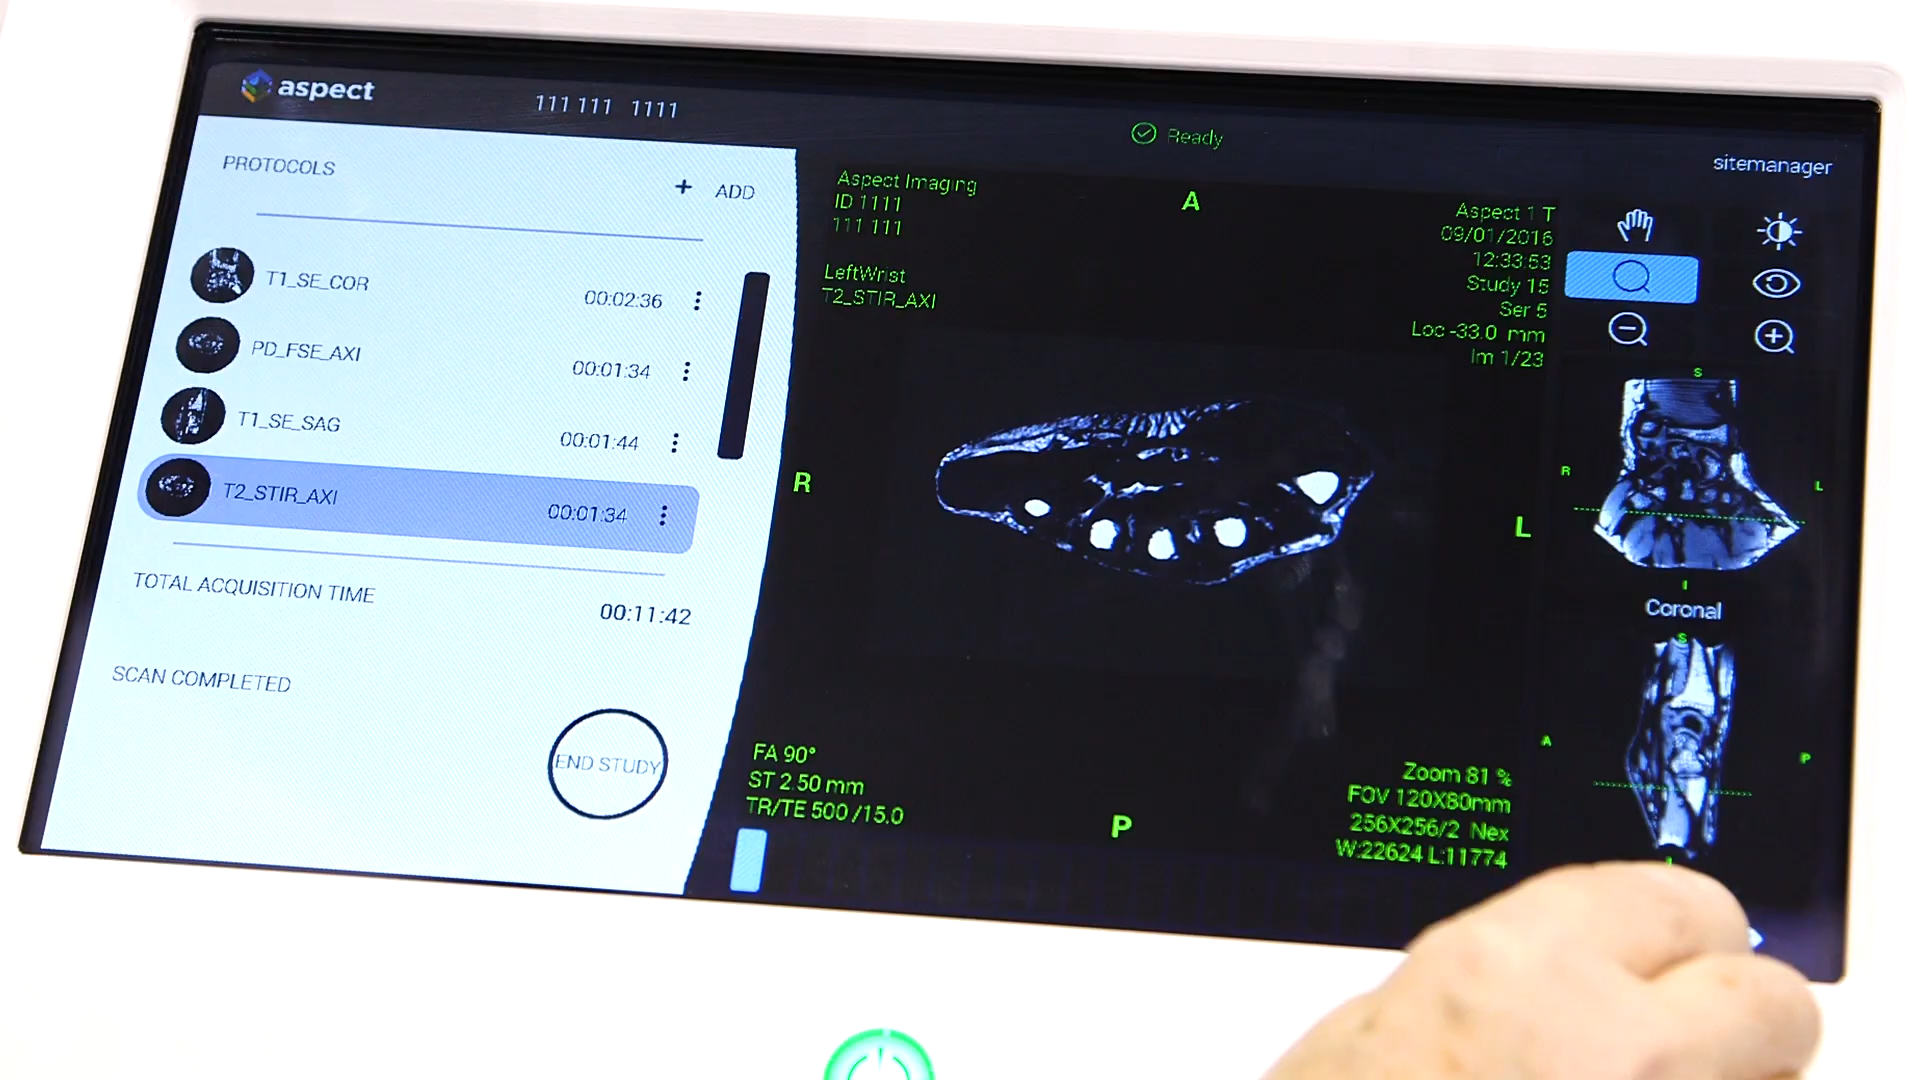 aspect
111 111 1111
Ready
sitemanager
PROTOCOLS
+ ADD
T1_SE_COR 00:02:36
PD_FSE_AXI 00:01:34
T1_SE_SAG 00:01:44
T2_STIR_AXI 00:01:34
TOTAL ACQUISITION TIME 00:11:42
SCAN COMPLETED
END STUDY
Aspect Imaging
ID 1111
111 111
LeftWrist
T2_STIR_AXI
A
Aspect 1 T
09/01/2016
12:33:53
Study 15
Ser 5
Loc -33.0 mm
Im 1/23
R
L
P
FA 90°
ST 2.50 mm
TR/TE 500 /15.0
Zoom 81 %
FOV 120X80mm
256X256/2 Nex
W:22624 L:11774
S
R
L
I
Coronal
S
A
P